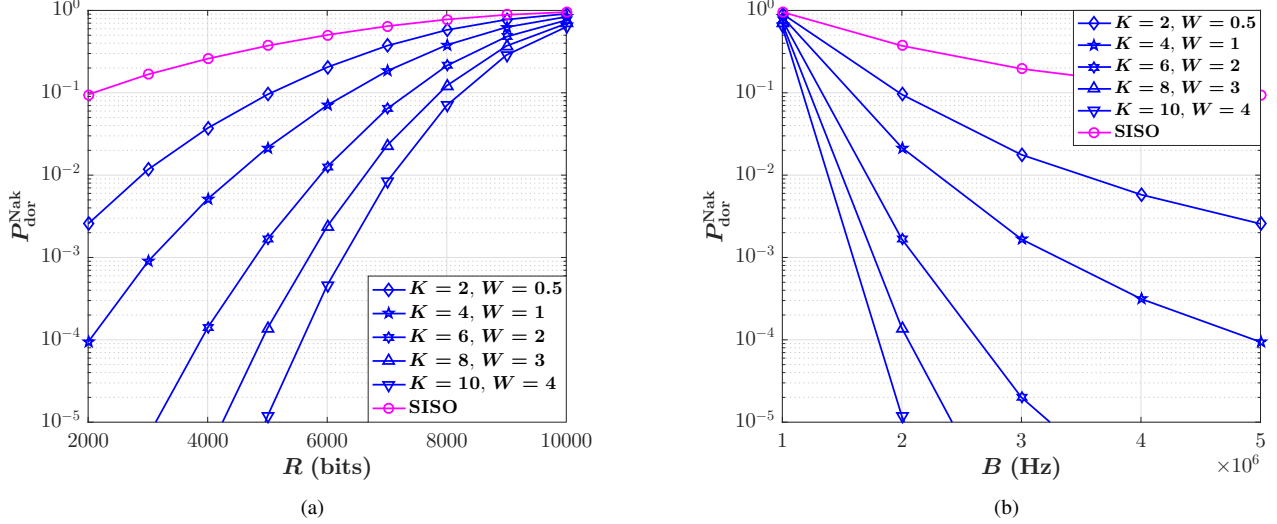 10^0
10^-1
10^-2
10^-3
10^-4
10^-5
P_dor^Nak
2000 4000 6000 8000 10000
R (bits)
K = 2, W = 0.5
K = 4, W = 1
K = 6, W = 2
K = 8, W = 3
K = 10, W = 4
SISO
(a)
10^0
10^-1
10^-2
10^-3
10^-4
10^-5
P_dor^Nak
1 2 3 4 5
×10^6
B (Hz)
K = 2, W = 0.5
K = 4, W = 1
K = 6, W = 2
K = 8, W = 3
K = 10, W = 4
SISO
(b)